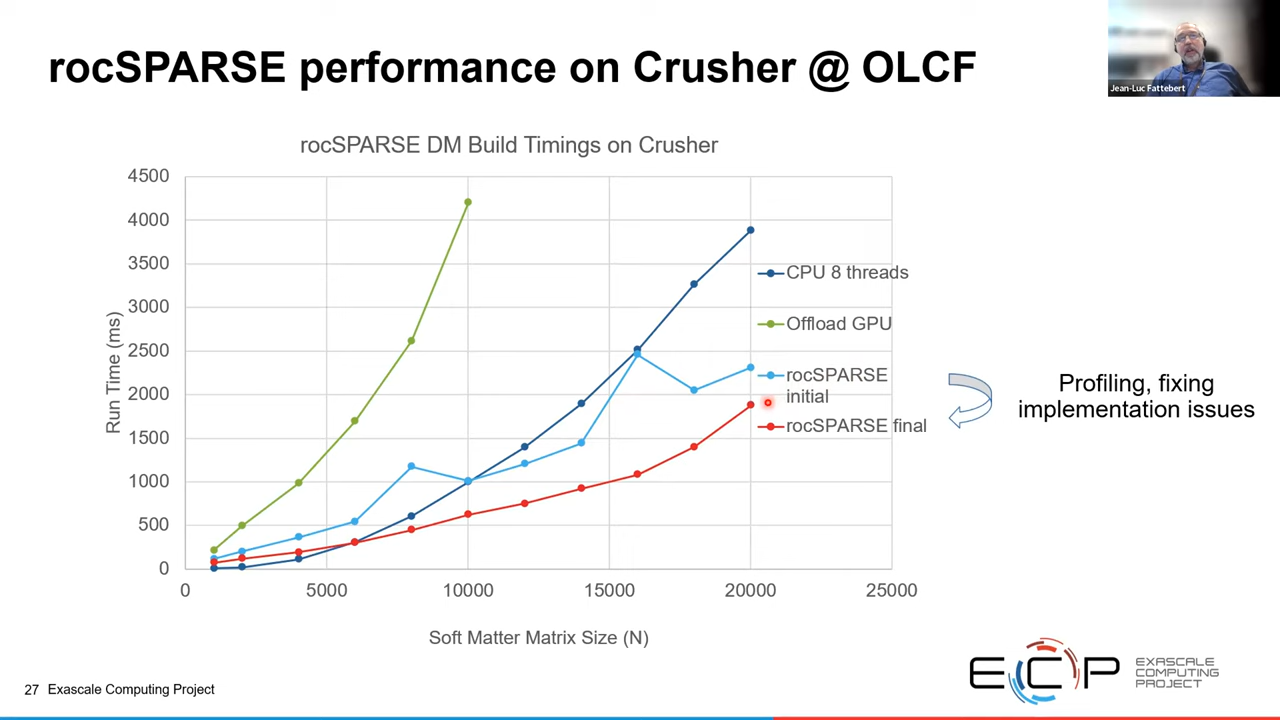 rocSPARSE performance on Crusher @ OLCF
Jean-Luc Fattebert
rocSPARSE DM Build Timings on Crusher
4500
4000
3500
3000
2500
2000
1500
1000
500
0
Run Time (ms)
0
5000
10000
15000
20000
25000
Soft Matter Matrix Size (N)
CPU 8 threads
Offload GPU
rocSPARSE
initial
rocSPARSE final
Profiling, fixing
implementation issues
27 Exascale Computing Project
ECP
EXASCALE
COMPUTING
PROJECT